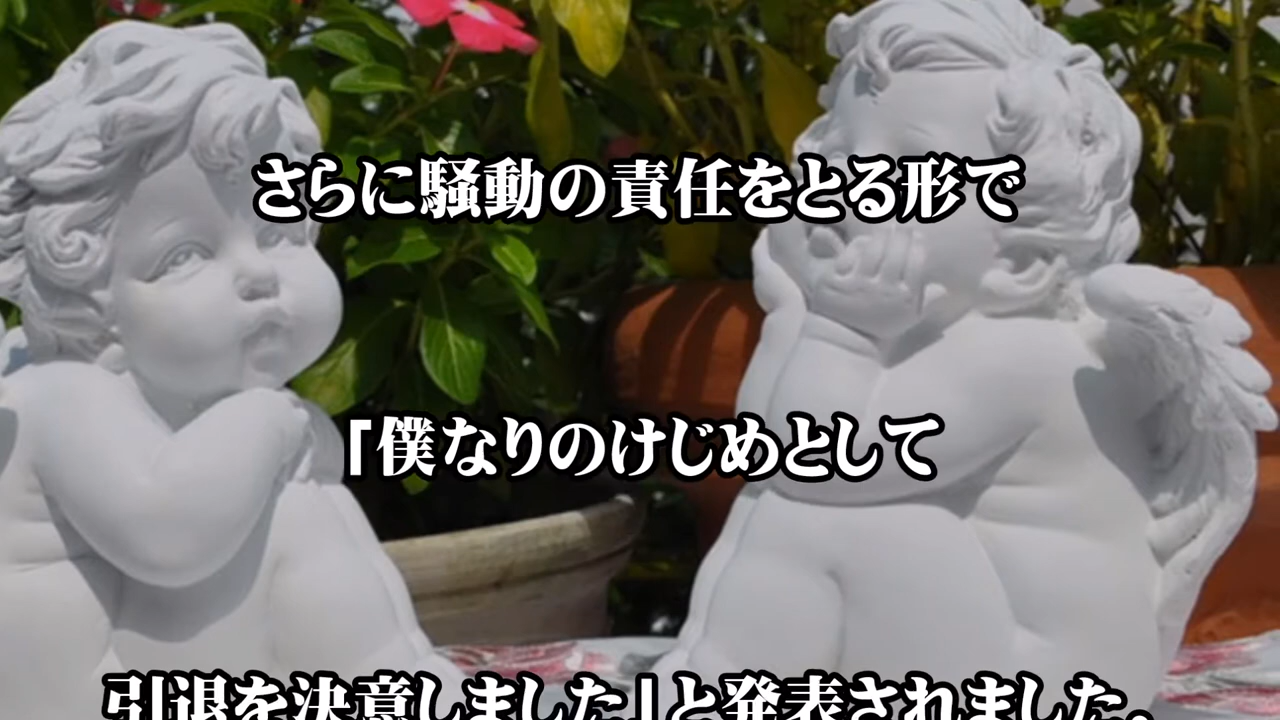 さらに騒動の責任をとる形で
「僕なりのけじめとして
引退を決意しました」と発表されました。